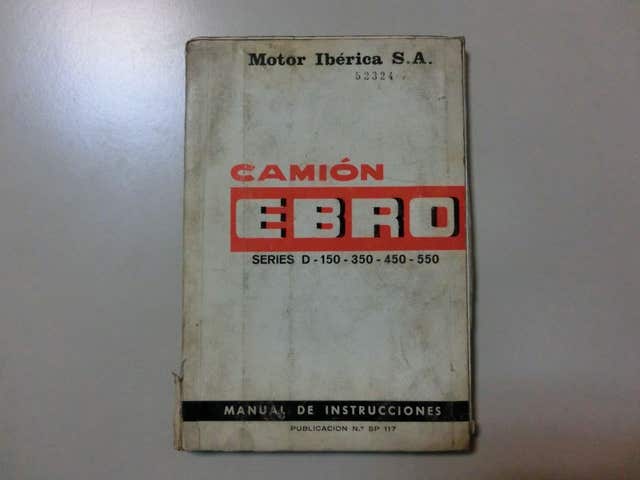 Motor Ibérica S.A.
52324
CAMIÓN
EBRO
SERIES D - 150 - 350 - 450 - 550
MANUAL DE INSTRUCCIONES
PUBLICACION N.º SP 117